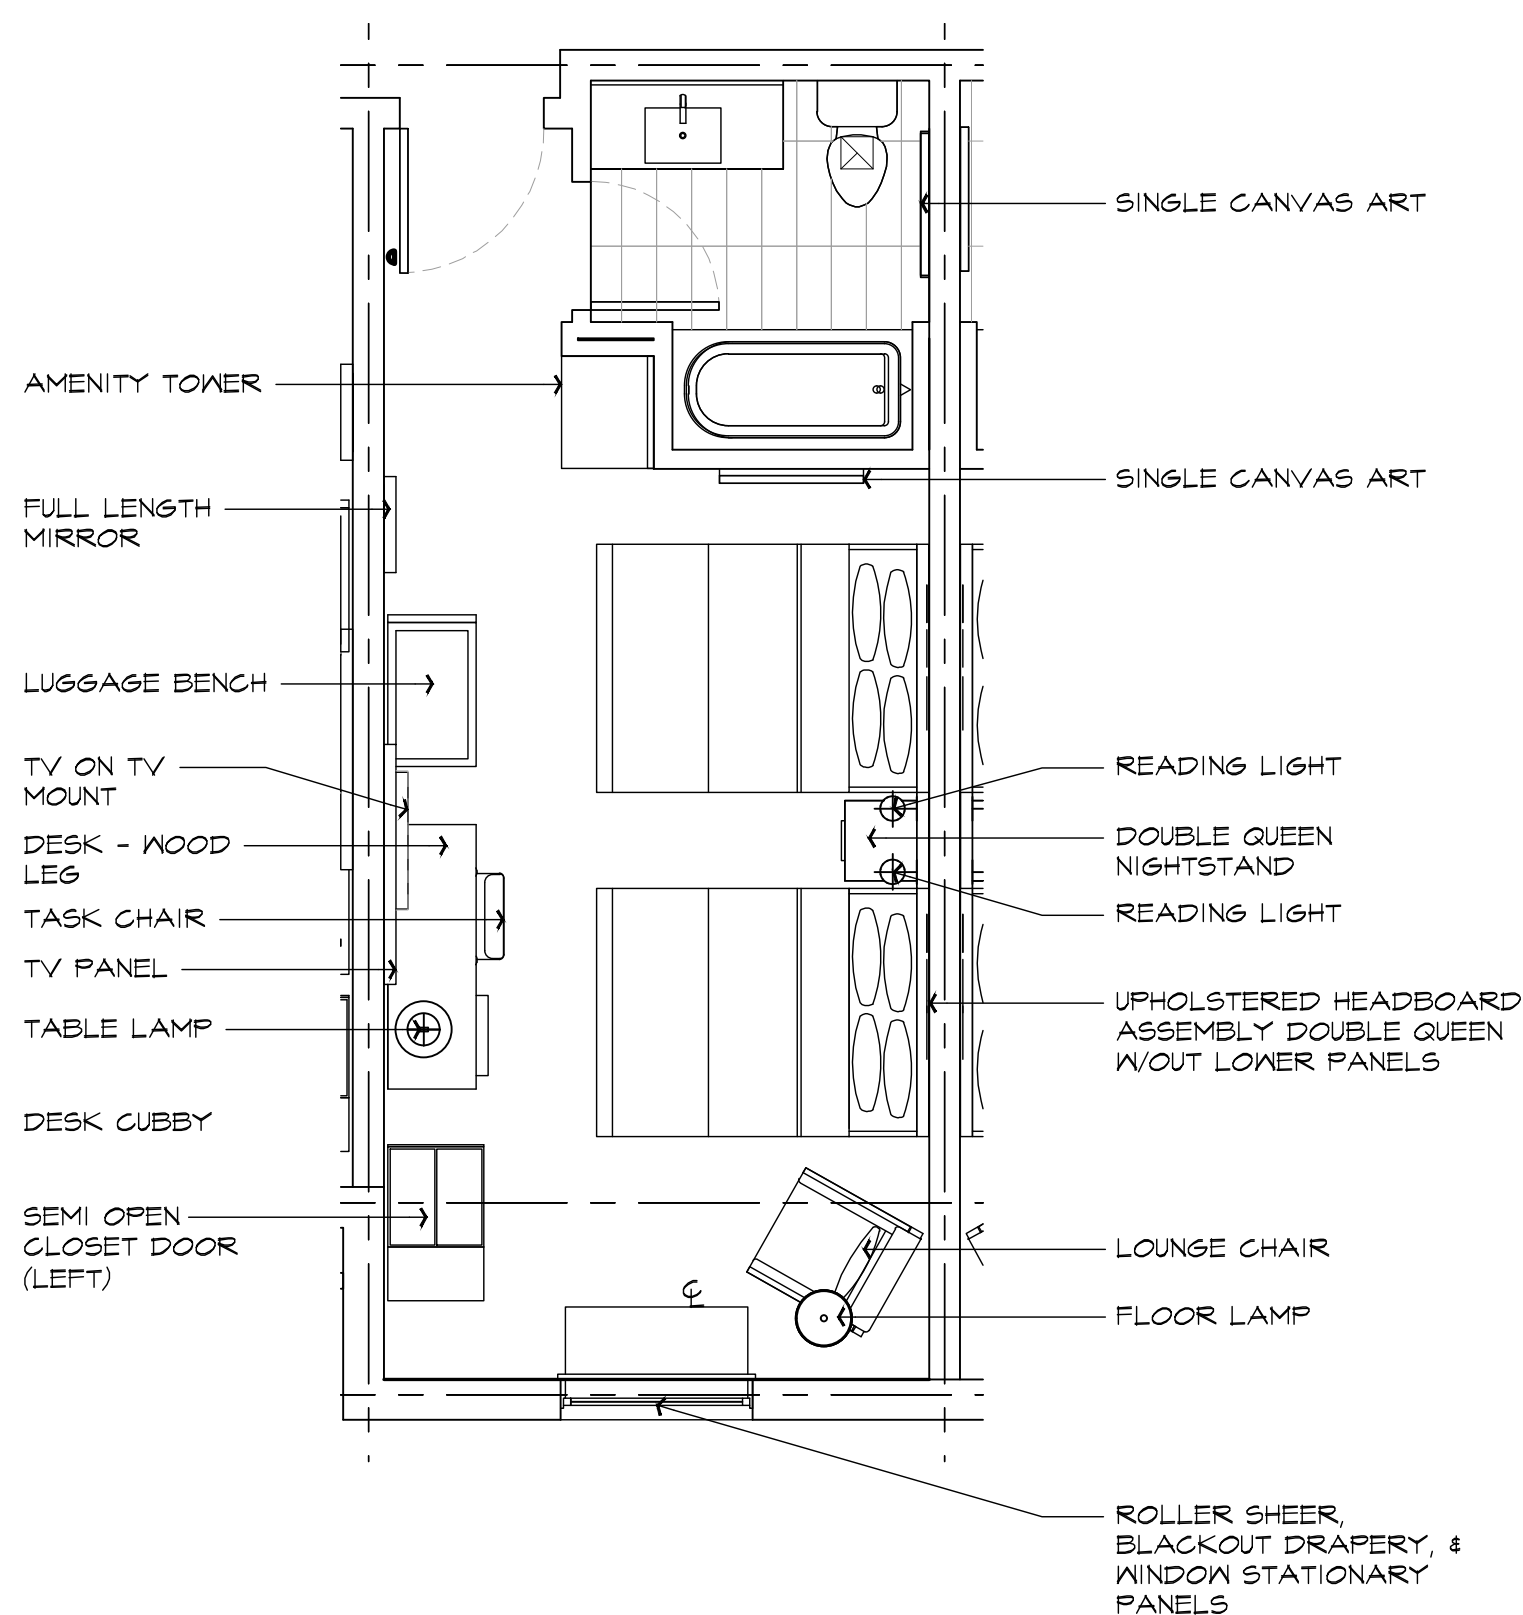 SINGLE CANVAS ART
AMENITY TOWER
SINGLE CANVAS ART
FULL LENGTH
MIRROR
LUGGAGE BENCH
TV ON TV
MOUNT
READING LIGHT
DESK - WOOD
LEG
DOUBLE QUEEN
NIGHTSTAND
TASK CHAIR
READING LIGHT
TV PANEL
TABLE LAMP
UPHOLSTERED HEADBOARD
ASSEMBLY DOUBLE QUEEN
W/OUT LOWER PANELS
DESK CUBBY
SEMI OPEN
CLOSET DOOR
(LEFT)
LOUNGE CHAIR
℄
FLOOR LAMP
ROLLER SHEER,
BLACKOUT DRAPERY, &
WINDOW STATIONARY
PANELS